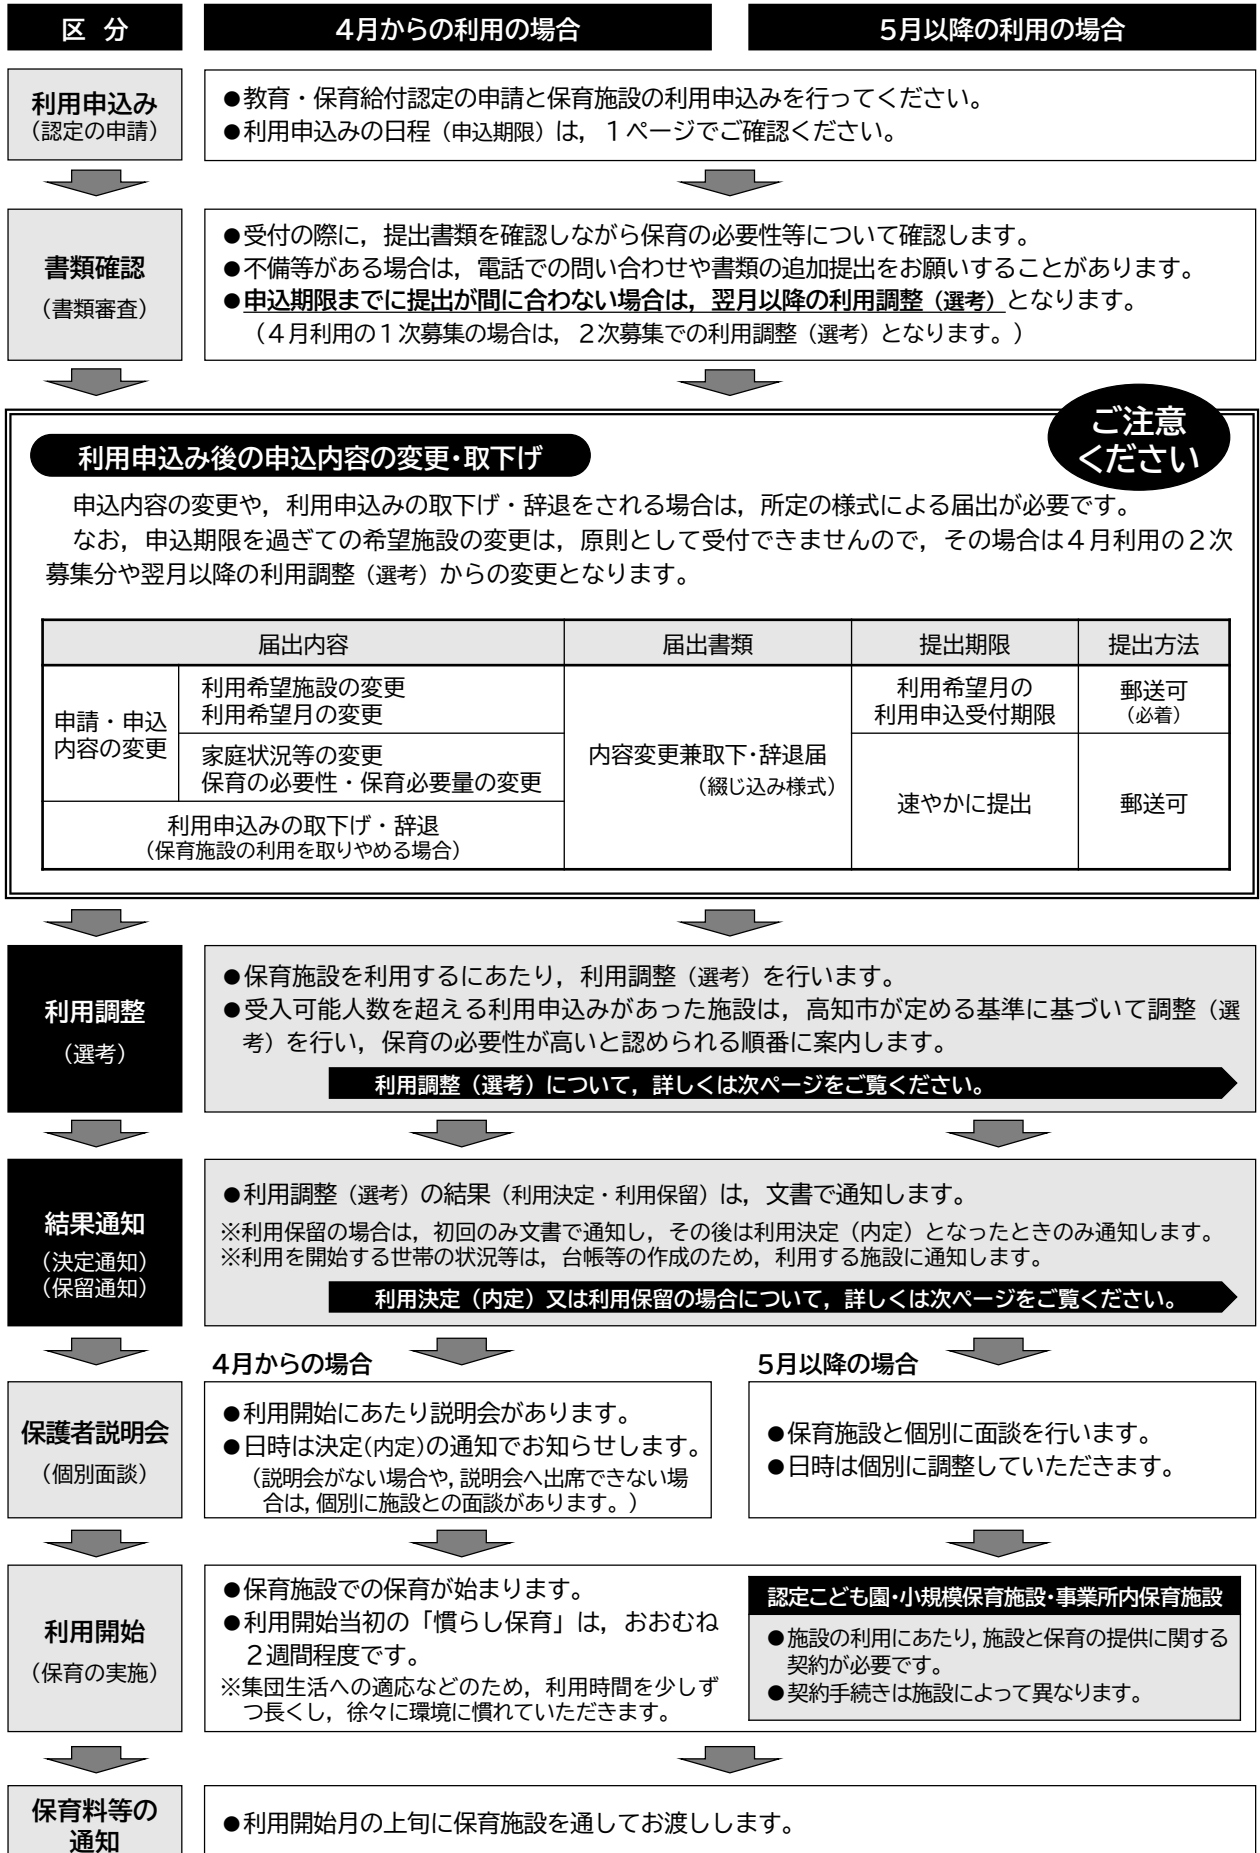 区 分
4月からの利用の場合
5月以降の利用の場合
利用申込み
（認定の申請）
●教育・保育給付認定の申請と保育施設の利用申込みを行ってください。
●利用申込みの日程（申込期限）は，１ページでご確認ください。
書類確認
（書類審査）
●受付の際に，提出書類を確認しながら保育の必要性等について確認します。
●不備等がある場合は，電話での問い合わせや書類の追加提出をお願いすることがあります。
●申込期限までに提出が間に合わない場合は，翌月以降の利用調整（選考）となります。
（４月利用の１次募集の場合は，２次募集での利用調整（選考）となります。）
ご注意
ください
利用申込み後の申込内容の変更・取下げ
申込内容の変更や，利用申込みの取下げ・辞退をされる場合は，所定の様式による届出が必要です。
なお，申込期限を過ぎての希望施設の変更は，原則として受付できませんので，その場合は４月利用の２次
募集分や翌月以降の利用調整（選考）からの変更となります。
届出内容
届出書類
提出期限
提出方法
申請・申込
内容の変更
利用希望施設の変更
利用希望月の変更
家庭状況等の変更
保育の必要性・保育必要量の変更
利用申込みの取下げ・辞退
（保育施設の利用を取りやめる場合）
内容変更兼取下・辞退届
（綴じ込み様式）
利用希望月の
利用申込受付期限
速やかに提出
郵送可
（必着）
郵送可
利用調整
（選考）
●保育施設を利用するにあたり，利用調整（選考）を行います。
●受入可能人数を超える利用申込みがあった施設は，高知市が定める基準に基づいて調整（選
考）を行い，保育の必要性が高いと認められる順番に案内します。
利用調整（選考）について，詳しくは次ページをご覧ください。
結果通知
（決定通知）
（保留通知）
●利用調整（選考）の結果（利用決定・利用保留）は，文書で通知します。
※利用保留の場合は，初回のみ文書で通知し，その後は利用決定（内定）となったときのみ通知します。
※利用を開始する世帯の状況等は，台帳等の作成のため，利用する施設に通知します。
利用決定（内定）又は利用保留の場合について，詳しくは次ページをご覧ください。
4月からの場合
5月以降の場合
保護者説明会
（個別面談）
●利用開始にあたり説明会があります。
●日時は決定(内定)の通知でお知らせします。
（説明会がない場合や，説明会へ出席できない場
合は，個別に施設との面談があります。）
●保育施設と個別に面談を行います。
●日時は個別に調整していただきます。
利用開始
（保育の実施）
●保育施設での保育が始まります。
●利用開始当初の「慣らし保育」は，おおむね
２週間程度です。
※集団生活への適応などのため，利用時間を少しず
つ長くし，徐々に環境に慣れていただきます。
認定こども園・小規模保育施設・事業所内保育施設
●施設の利用にあたり，施設と保育の提供に関する
契約が必要です。
●契約手続きは施設によって異なります。
保育料等の
通知
●利用開始月の上旬に保育施設を通してお渡しします。